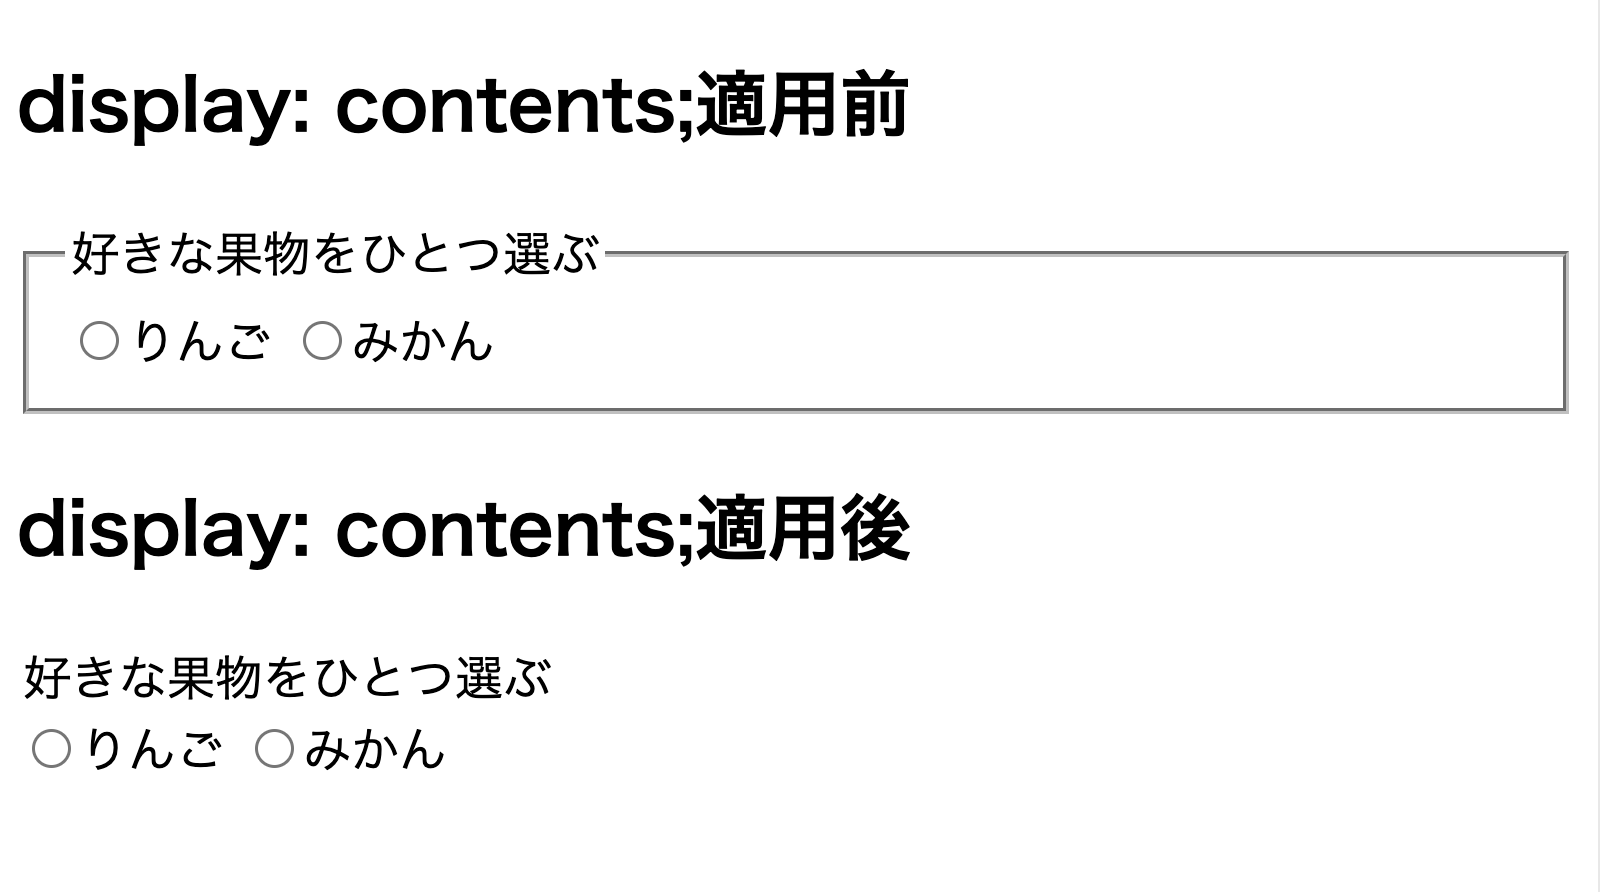 display: contents;適用前
好きな果物をひとつ選ぶ
りんご みかん
display: contents;適用後
好きな果物をひとつ選ぶ
りんご みかん